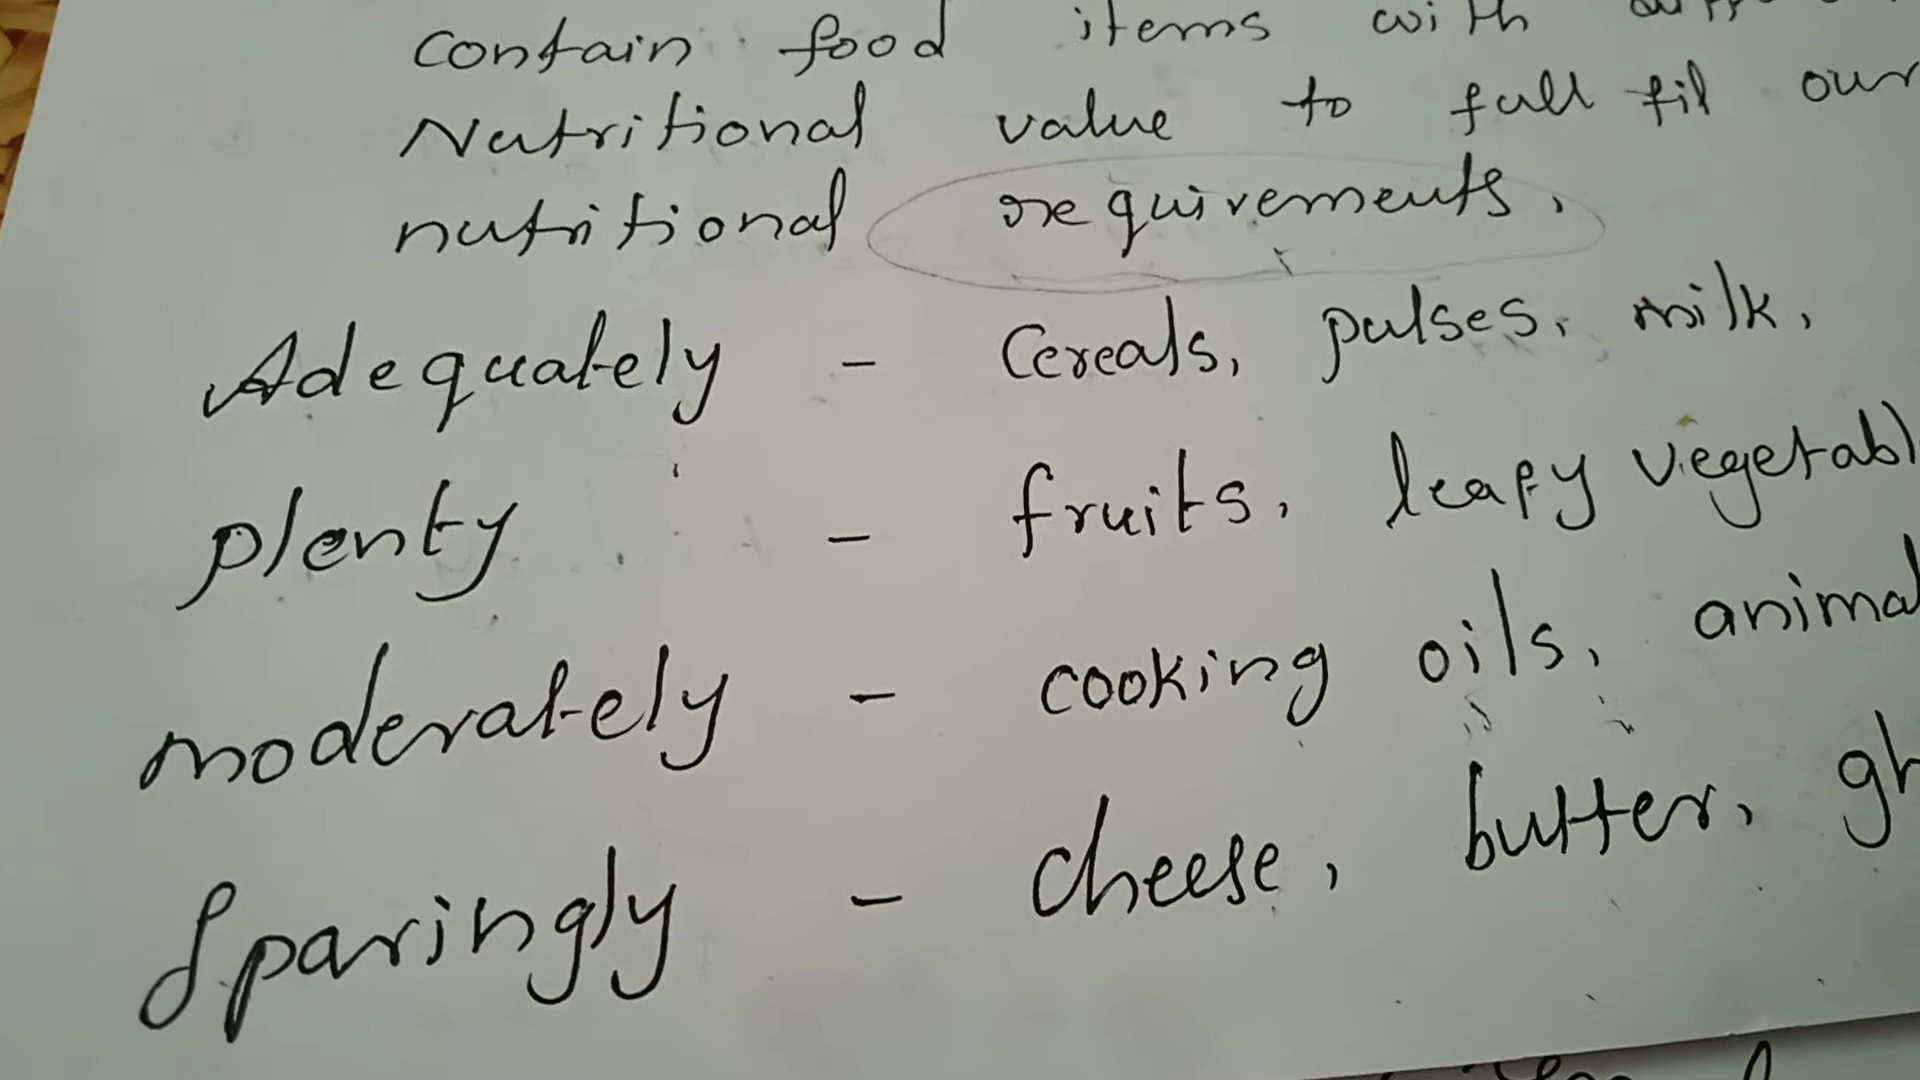 contain food items with
Nutritional value to full fil our
nutritional requirements.
Adequately - Cereals, pulses, milk,
plenty - fruits, leafy vegetabl
moderately - cooking oils, animal
Sparingly - cheese, butter, gh